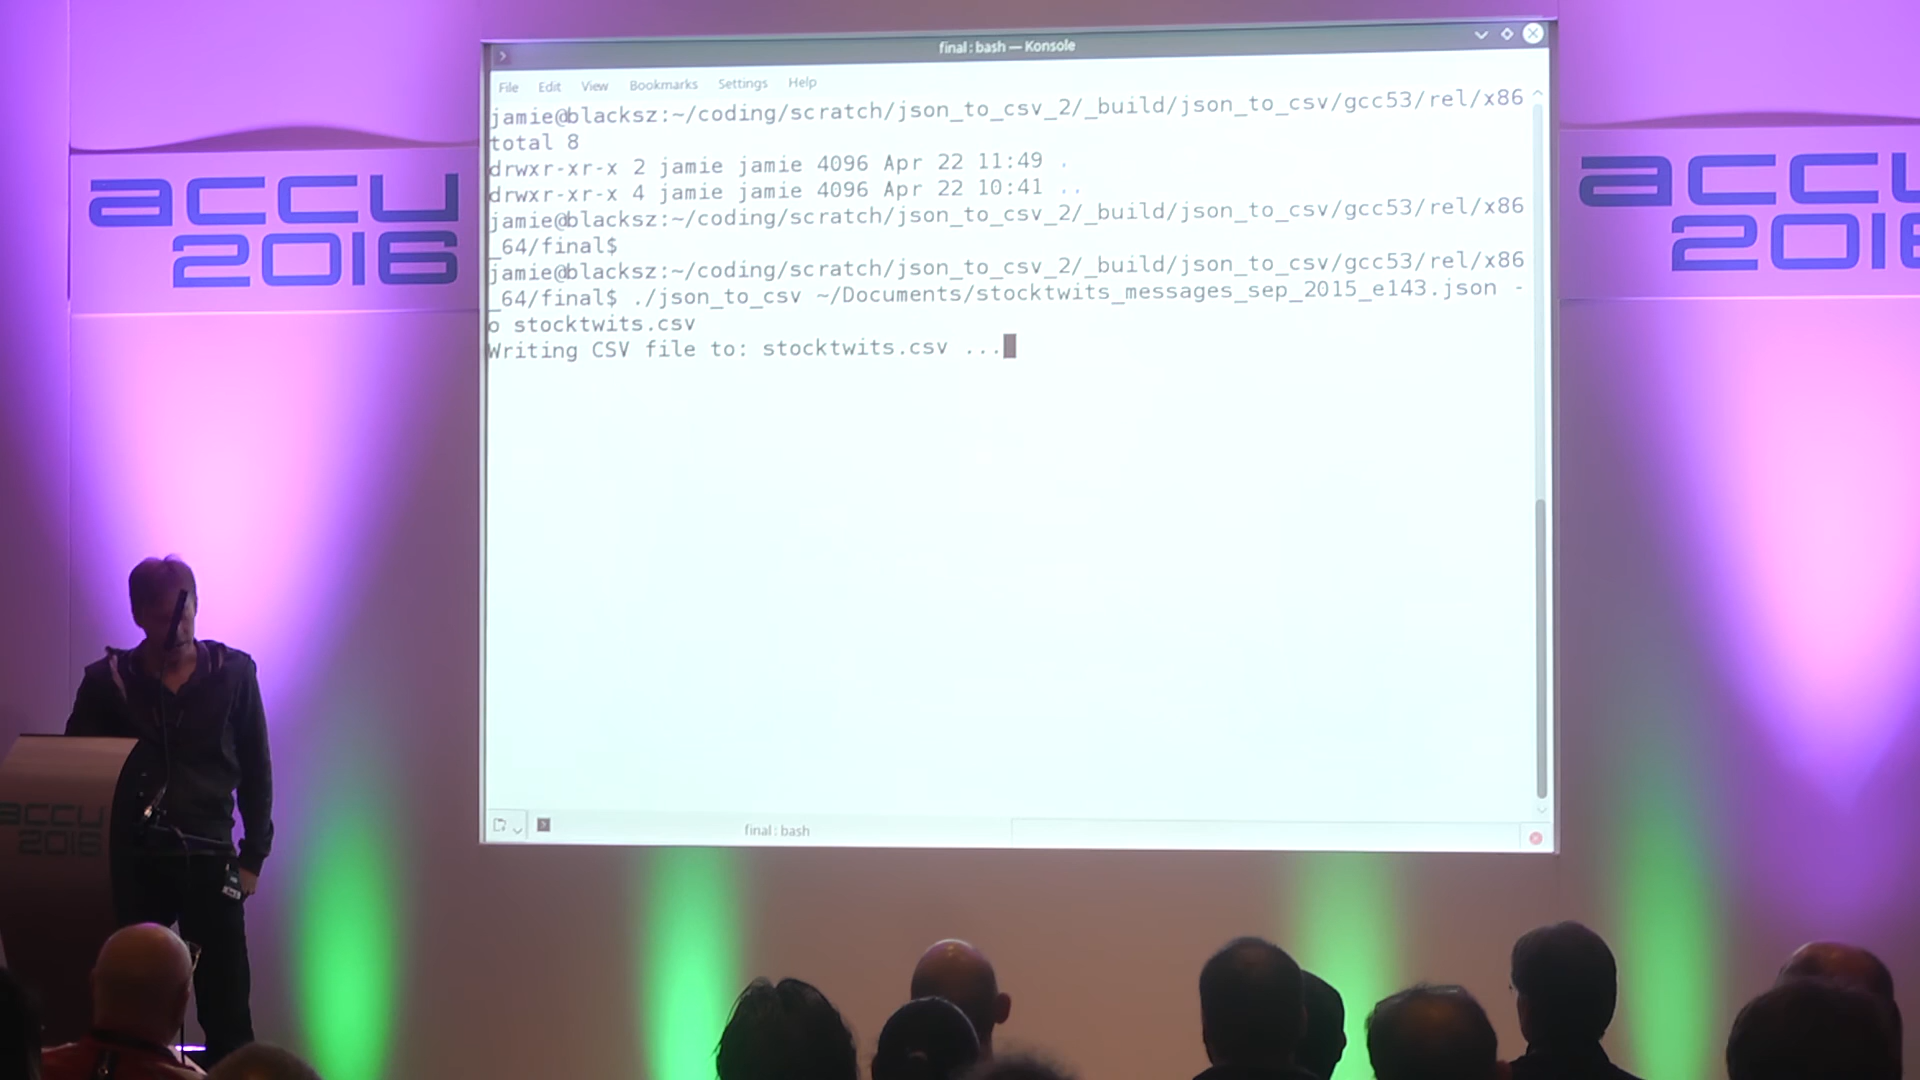 final : bash — Konsole
File Edit View Bookmarks Settings Help
jamie@blacksz:~/coding/scratch/json_to_csv_2/_build/json_to_csv/gcc53/rel/x86
total 8
drwxr-xr-x 2 jamie jamie 4096 Apr 22 11:49 .
drwxr-xr-x 4 jamie jamie 4096 Apr 22 10:41 ..
jamie@blacksz:~/coding/scratch/json_to_csv_2/_build/json_to_csv/gcc53/rel/x86
_64/final$
jamie@blacksz:~/coding/scratch/json_to_csv_2/_build/json_to_csv/gcc53/rel/x86
_64/final$ ./json_to_csv ~/Documents/stocktwits_messages_sep_2015_e143.json -
o stocktwits.csv
Writing CSV file to: stocktwits.csv ...
final : bash
accu
2016
accu
2016
accu
2016